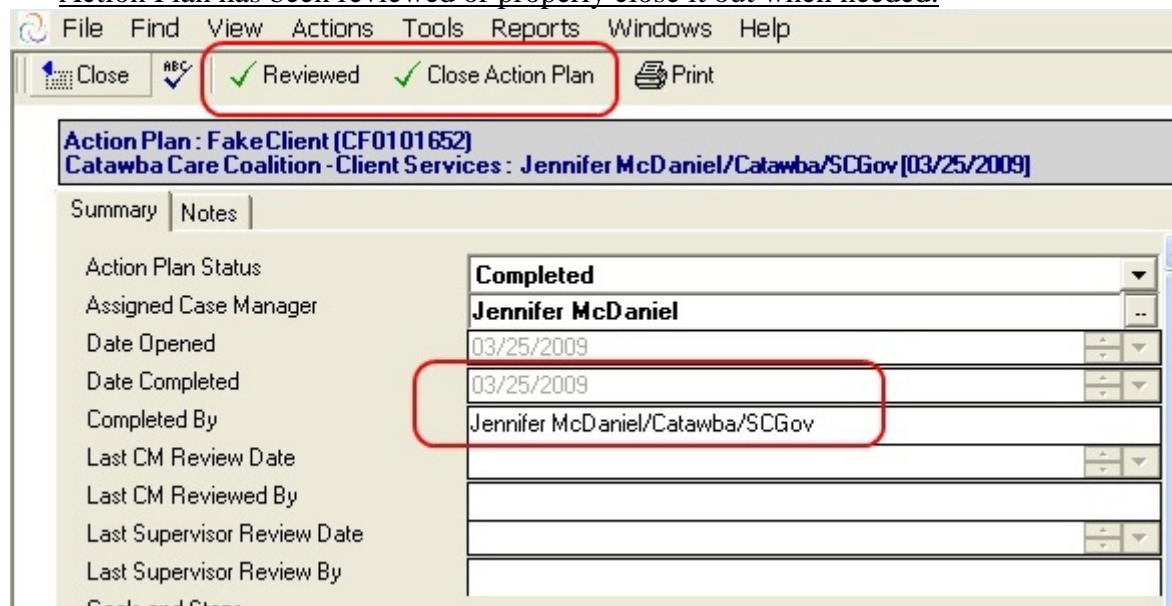 Action Plan has been reviewed or properly close it out when needed.
File Find View Actions Tools Reports Windows Help
Close ABC Reviewed Close Action Plan Print
Action Plan : FakeClient (CF0101652)
Catawba Care Coalition - Client Services : Jennifer McDaniel/Catawba/SCGov [03/25/2009]
Summary Notes
Action Plan Status Completed
Assigned Case Manager Jennifer McDaniel ..
Date Opened 03/25/2009
Date Completed 03/25/2009
Completed By Jennifer McDaniel/Catawba/SCGov
Last CM Review Date
Last CM Reviewed By
Last Supervisor Review Date
Last Supervisor Review By
Goals and Steps